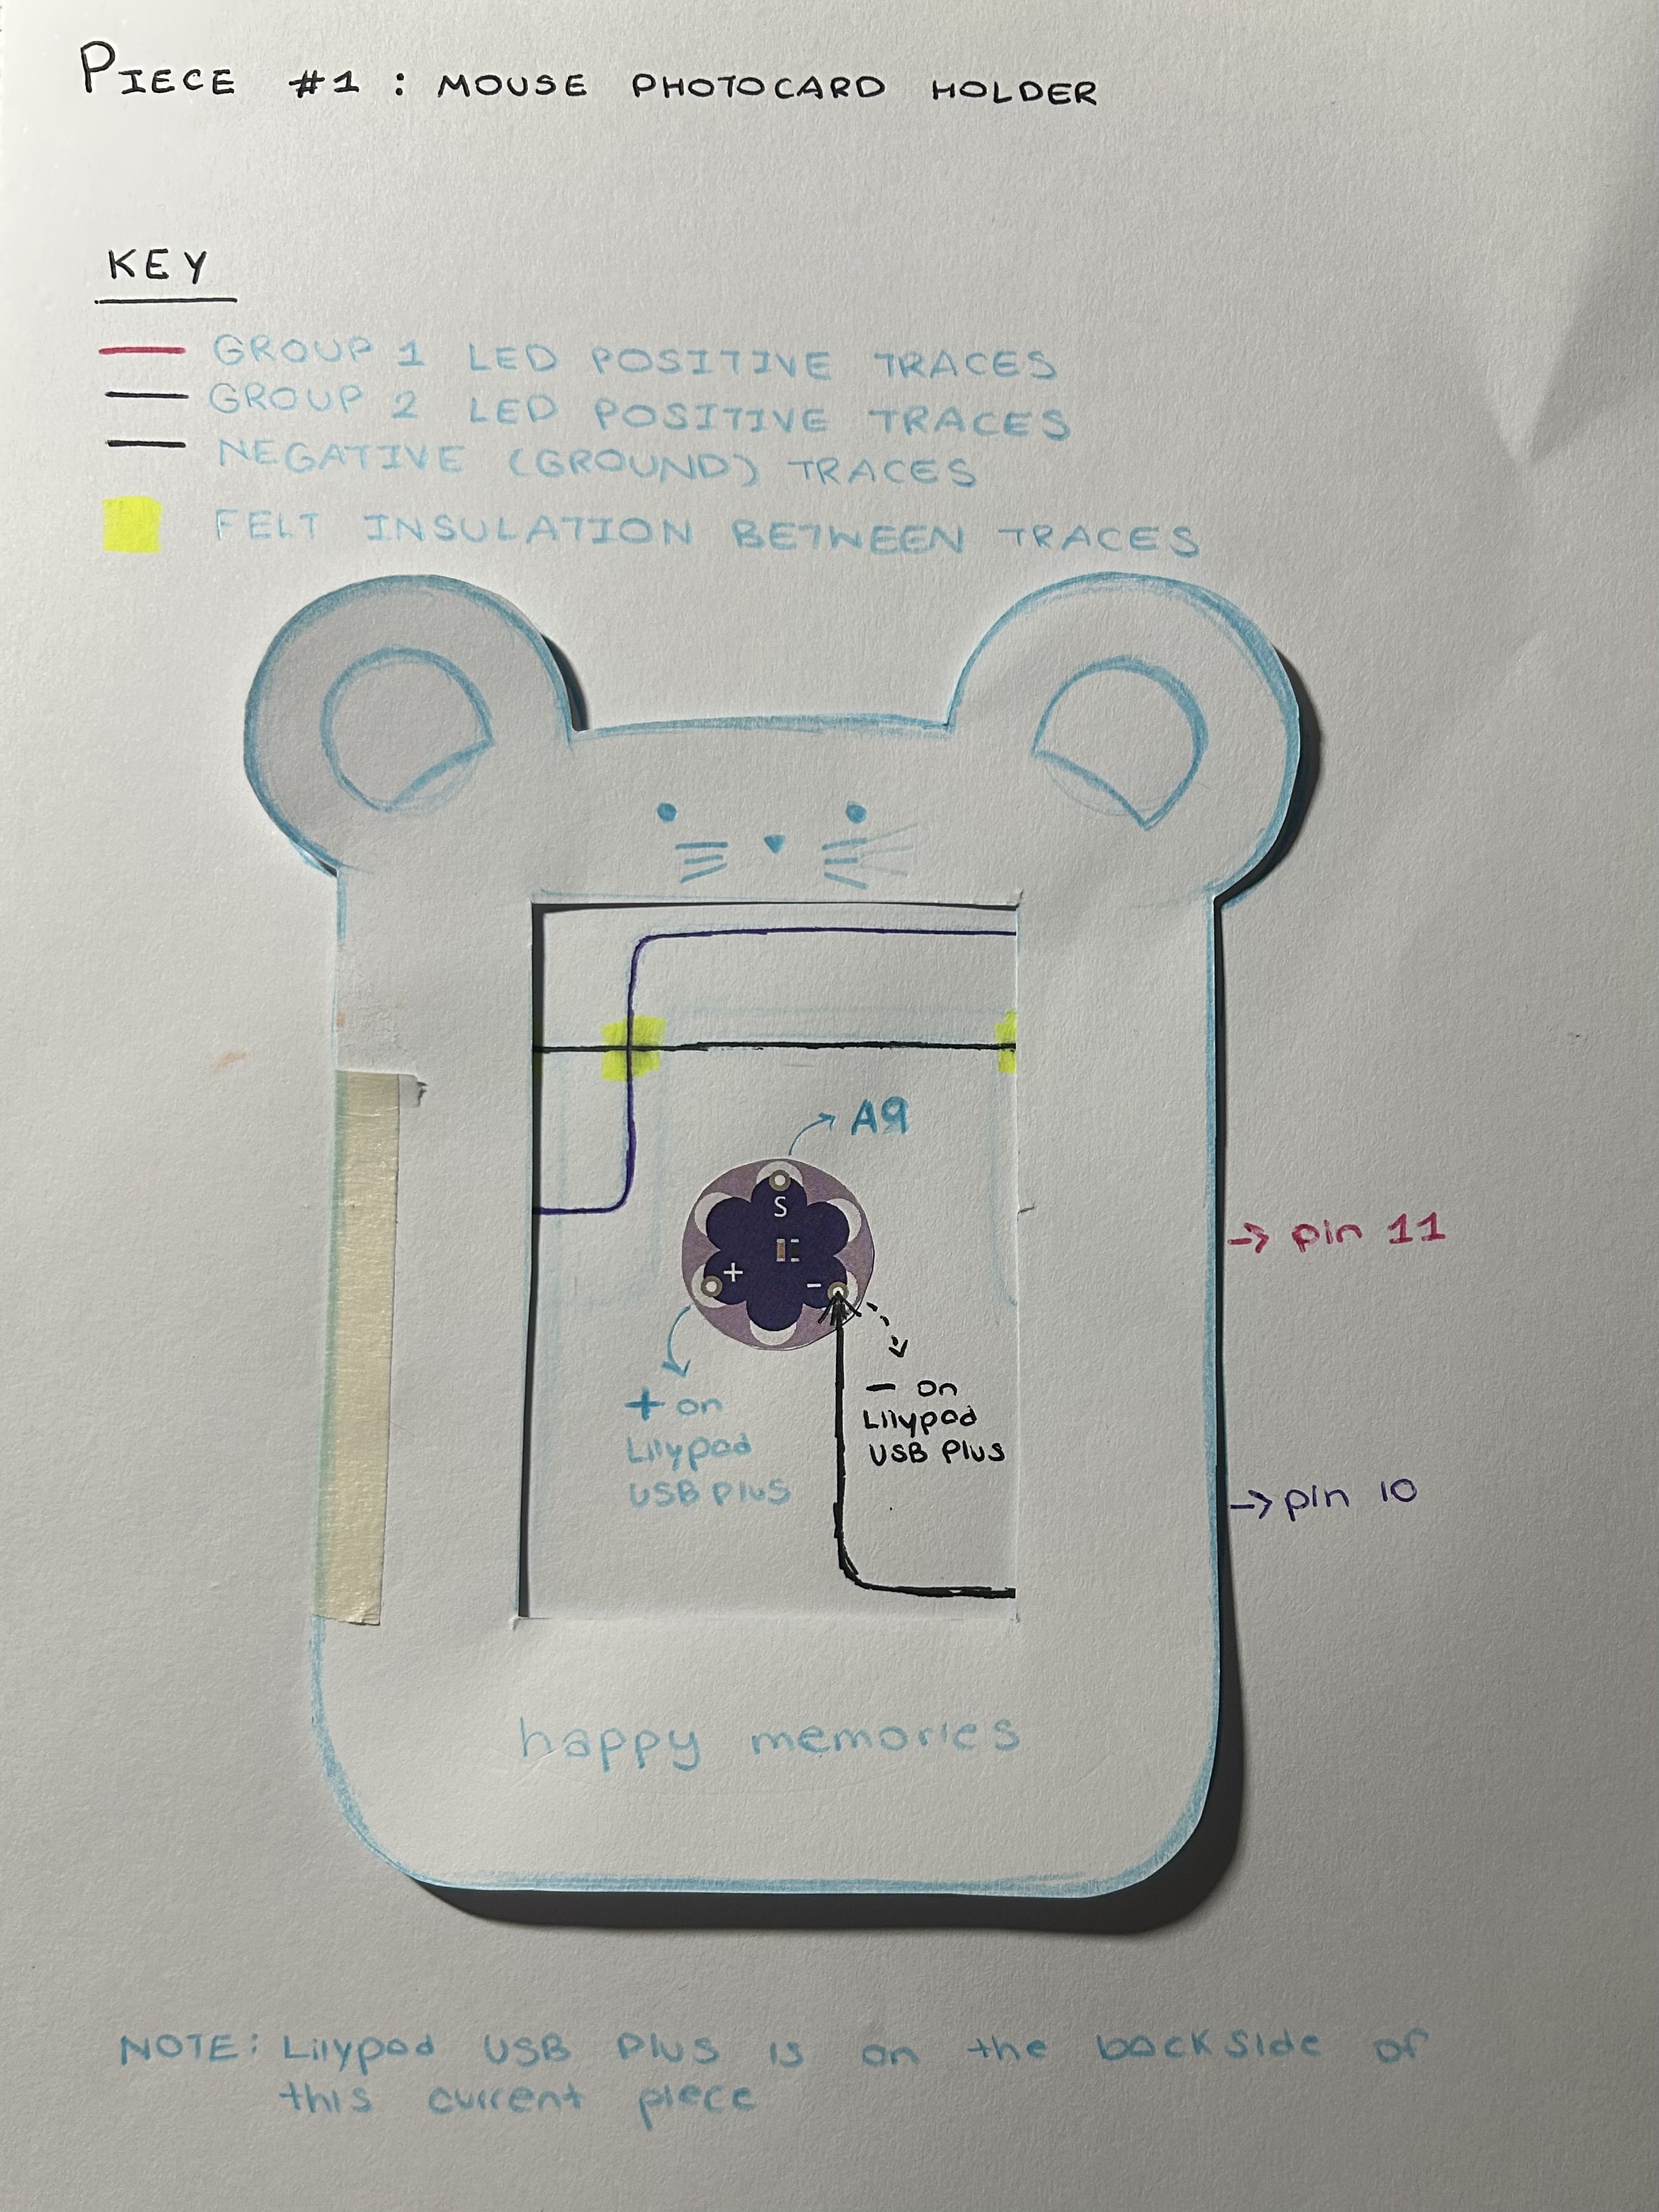 PIECE #1 : MOUSE PHOTOCARD HOLDER
KEY
GROUP 1 LED POSITIVE TRACES
GROUP 2 LED POSITIVE TRACES
NEGATIVE (GROUND) TRACES
FELT INSULATION BETWEEN TRACES
A9
S
+
-
→ pin 11
+ on
Lilypad
USB Plus
- on
Lilypad
USB Plus
→ pin 10
happy memories
NOTE: Lilypad USB Plus is on the backside of
this current piece